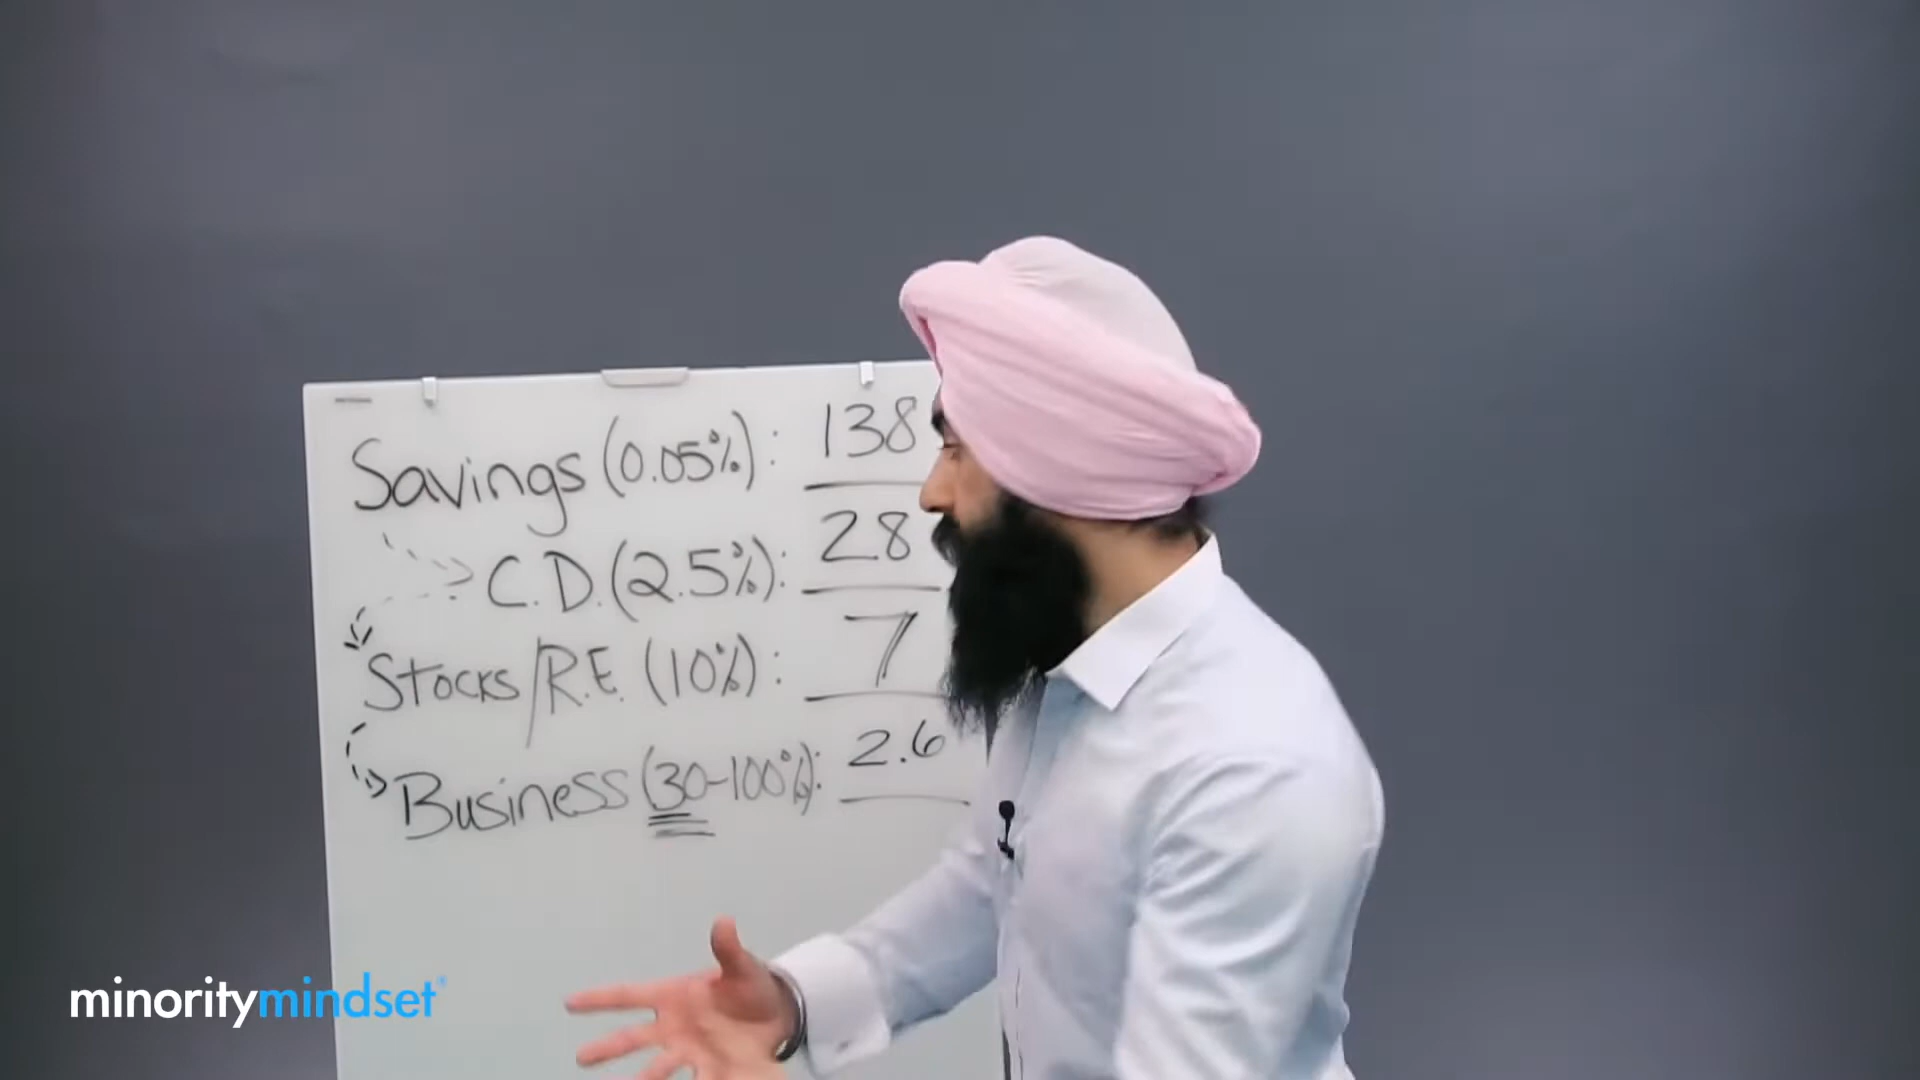 Savings (0.05%): 138
C.D. (2.5%): 28
Stocks/R.E. (10%): 7
Business (30-100%): 2.6
minoritymindset